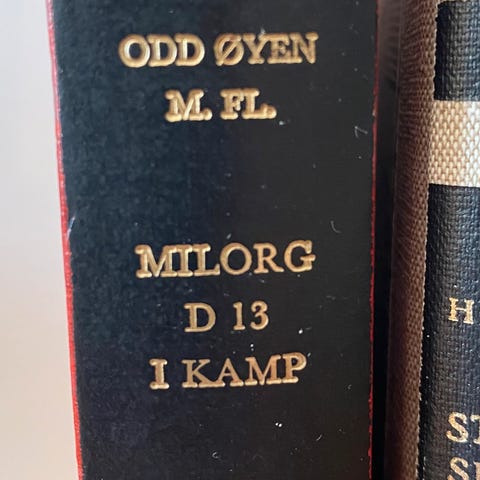 ODD ØYEN
M. FL.
MILORG
D 13
I KAMP